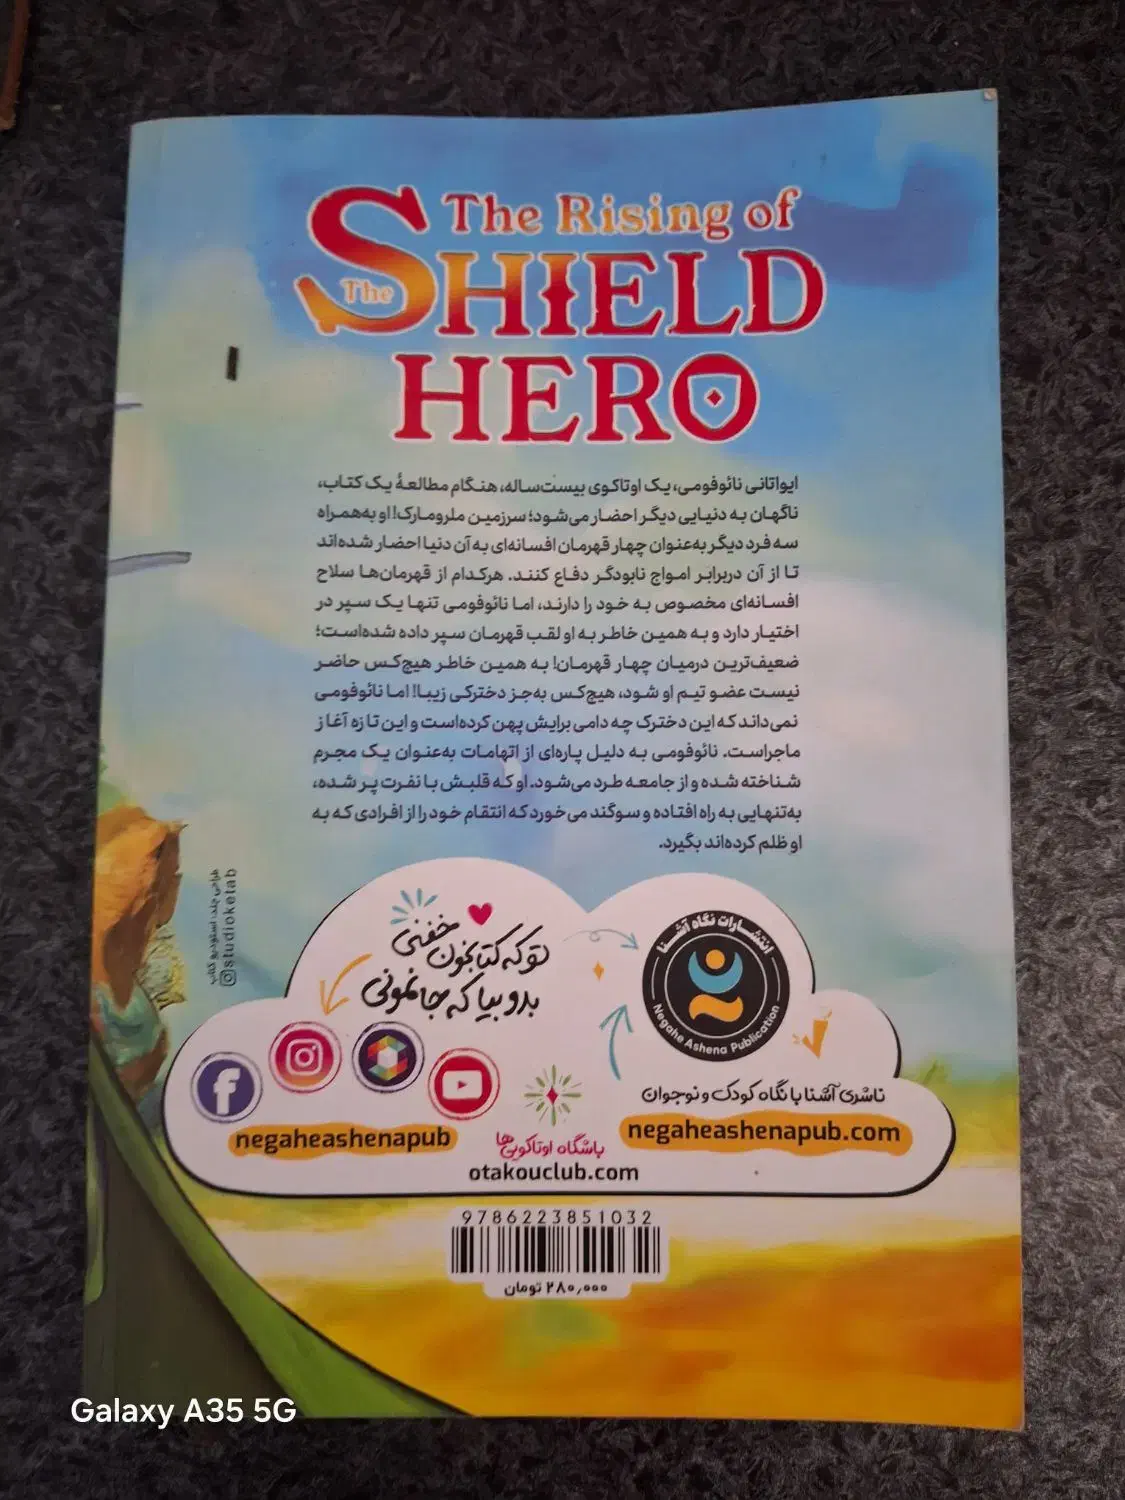 The Rising of
The SHIELD
HERO
ایواتانی نائوفومی، یک اوتاکوی بیست‌ساله، هنگام مطالعهٔ یک کتاب،
ناگهان به دنیایی دیگر احضار می‌شود؛ سرزمین ملرومارک! او به‌همراه
سه فرد دیگر به‌عنوان چهار قهرمان افسانه‌ای به آن دنیا احضار شده‌اند
تا از آن دربرابر امواج نابودگر دفاع کنند. هرکدام از قهرمان‌ها سلاح
افسانه‌ای مخصوص به خود را دارند، اما نائوفومی تنها یک سپر در
اختیار دارد و به همین خاطر به او لقب قهرمان سپر داده شده‌است؛
ضعیف‌ترین درمیان چهار قهرمان! به همین خاطر هیچ‌کس حاضر
نیست عضو تیم او شود، هیچ‌کس به‌جز دخترکی زیبا! اما نائوفومی
نمی‌داند که این دخترک چه دامی برایش پهن کرده‌است و این تازه آغاز
ماجراست. نائوفومی به دلیل پاره‌ای از اتهامات به‌عنوان یک مجرم
شناخته شده و از جامعه طرد می‌شود. او که قلبش با نفرت پر شده،
به‌تنهایی به راه افتاده و سوگند می‌خورد که انتقام خود را از افرادی که به
او ظلم کرده‌اند بگیرد.
طراحی جلد: استودیو کتاب
studioketab
تو که کتابخون خفنی
بدو بیا که جا نمونی
انتشارات نگاه آشنا
Negahe Ashena Publication
ناشری آشنا با نگاه کودک و نوجوان
negaheashenapub.com
negaheashenapub
باشگاه اوتاکویی‌ها
otakouclub.com
9786223851032
۲۸۰٫۰۰۰ تومان
Galaxy A35 5G